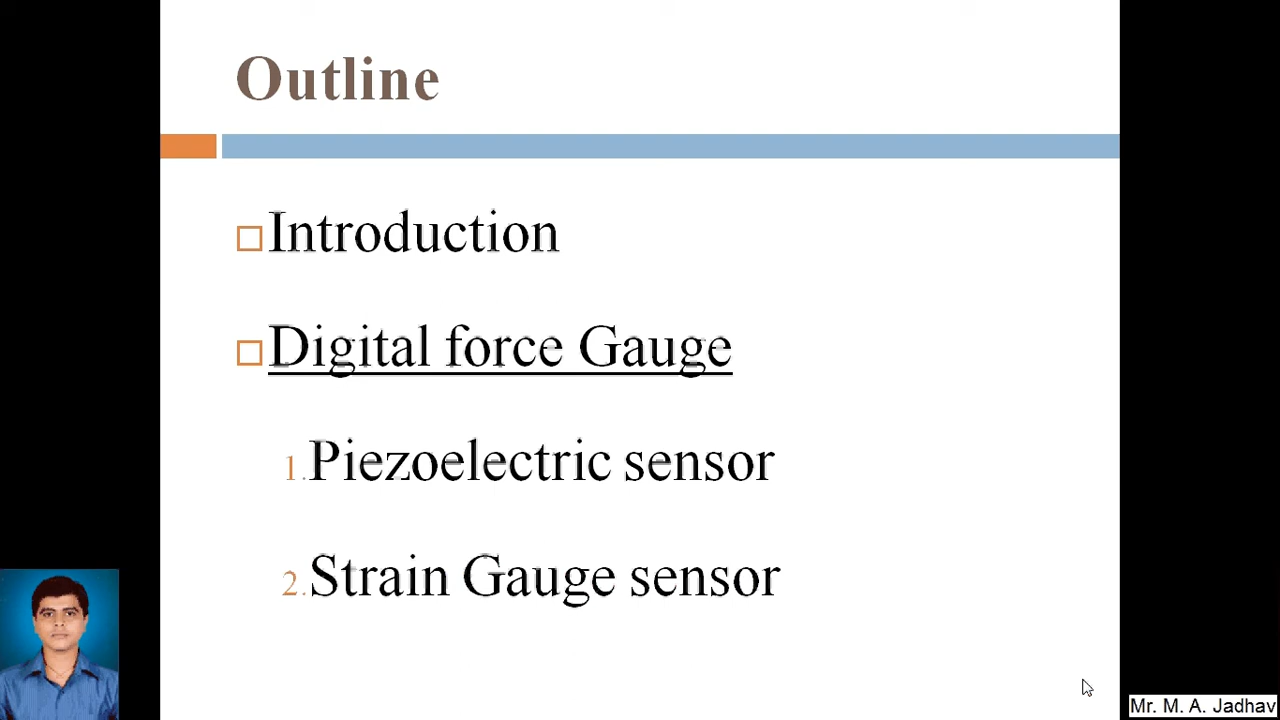 Outline
Introduction
Digital force Gauge
1. Piezoelectric sensor
2. Strain Gauge sensor
Mr. M. A. Jadhav